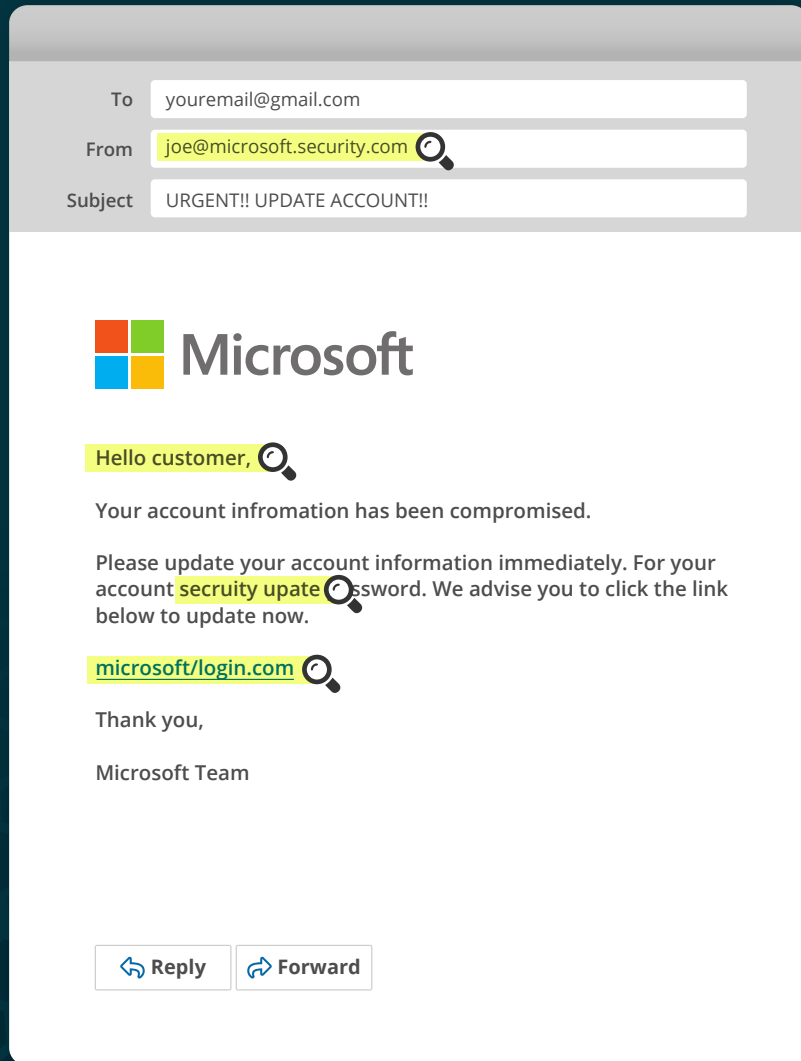 To youremail@gmail.com
From joe@microsoft.security.com
Subject URGENT!! UPDATE ACCOUNT!!
Microsoft
Hello customer,
Your account infromation has been compromised.
Please update your account information immediately. For your
account secruity upate ssword. We advise you to click the link
below to update now.
microsoft/login.com
Thank you,
Microsoft Team
Reply Forward